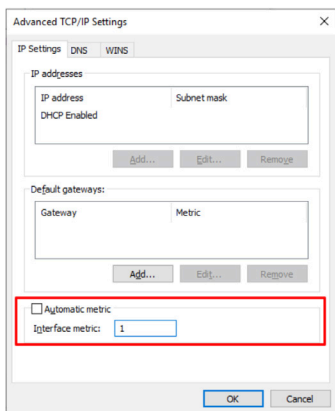 Advanced TCP/IP Settings
IP Settings DNS WINS
IP addresses
IP address Subnet mask
DHCP Enabled
Add... Edit... Remove
Default gateways:
Gateway Metric
Add... Edit... Remove
Automatic metric
Interface metric: 1
OK Cancel